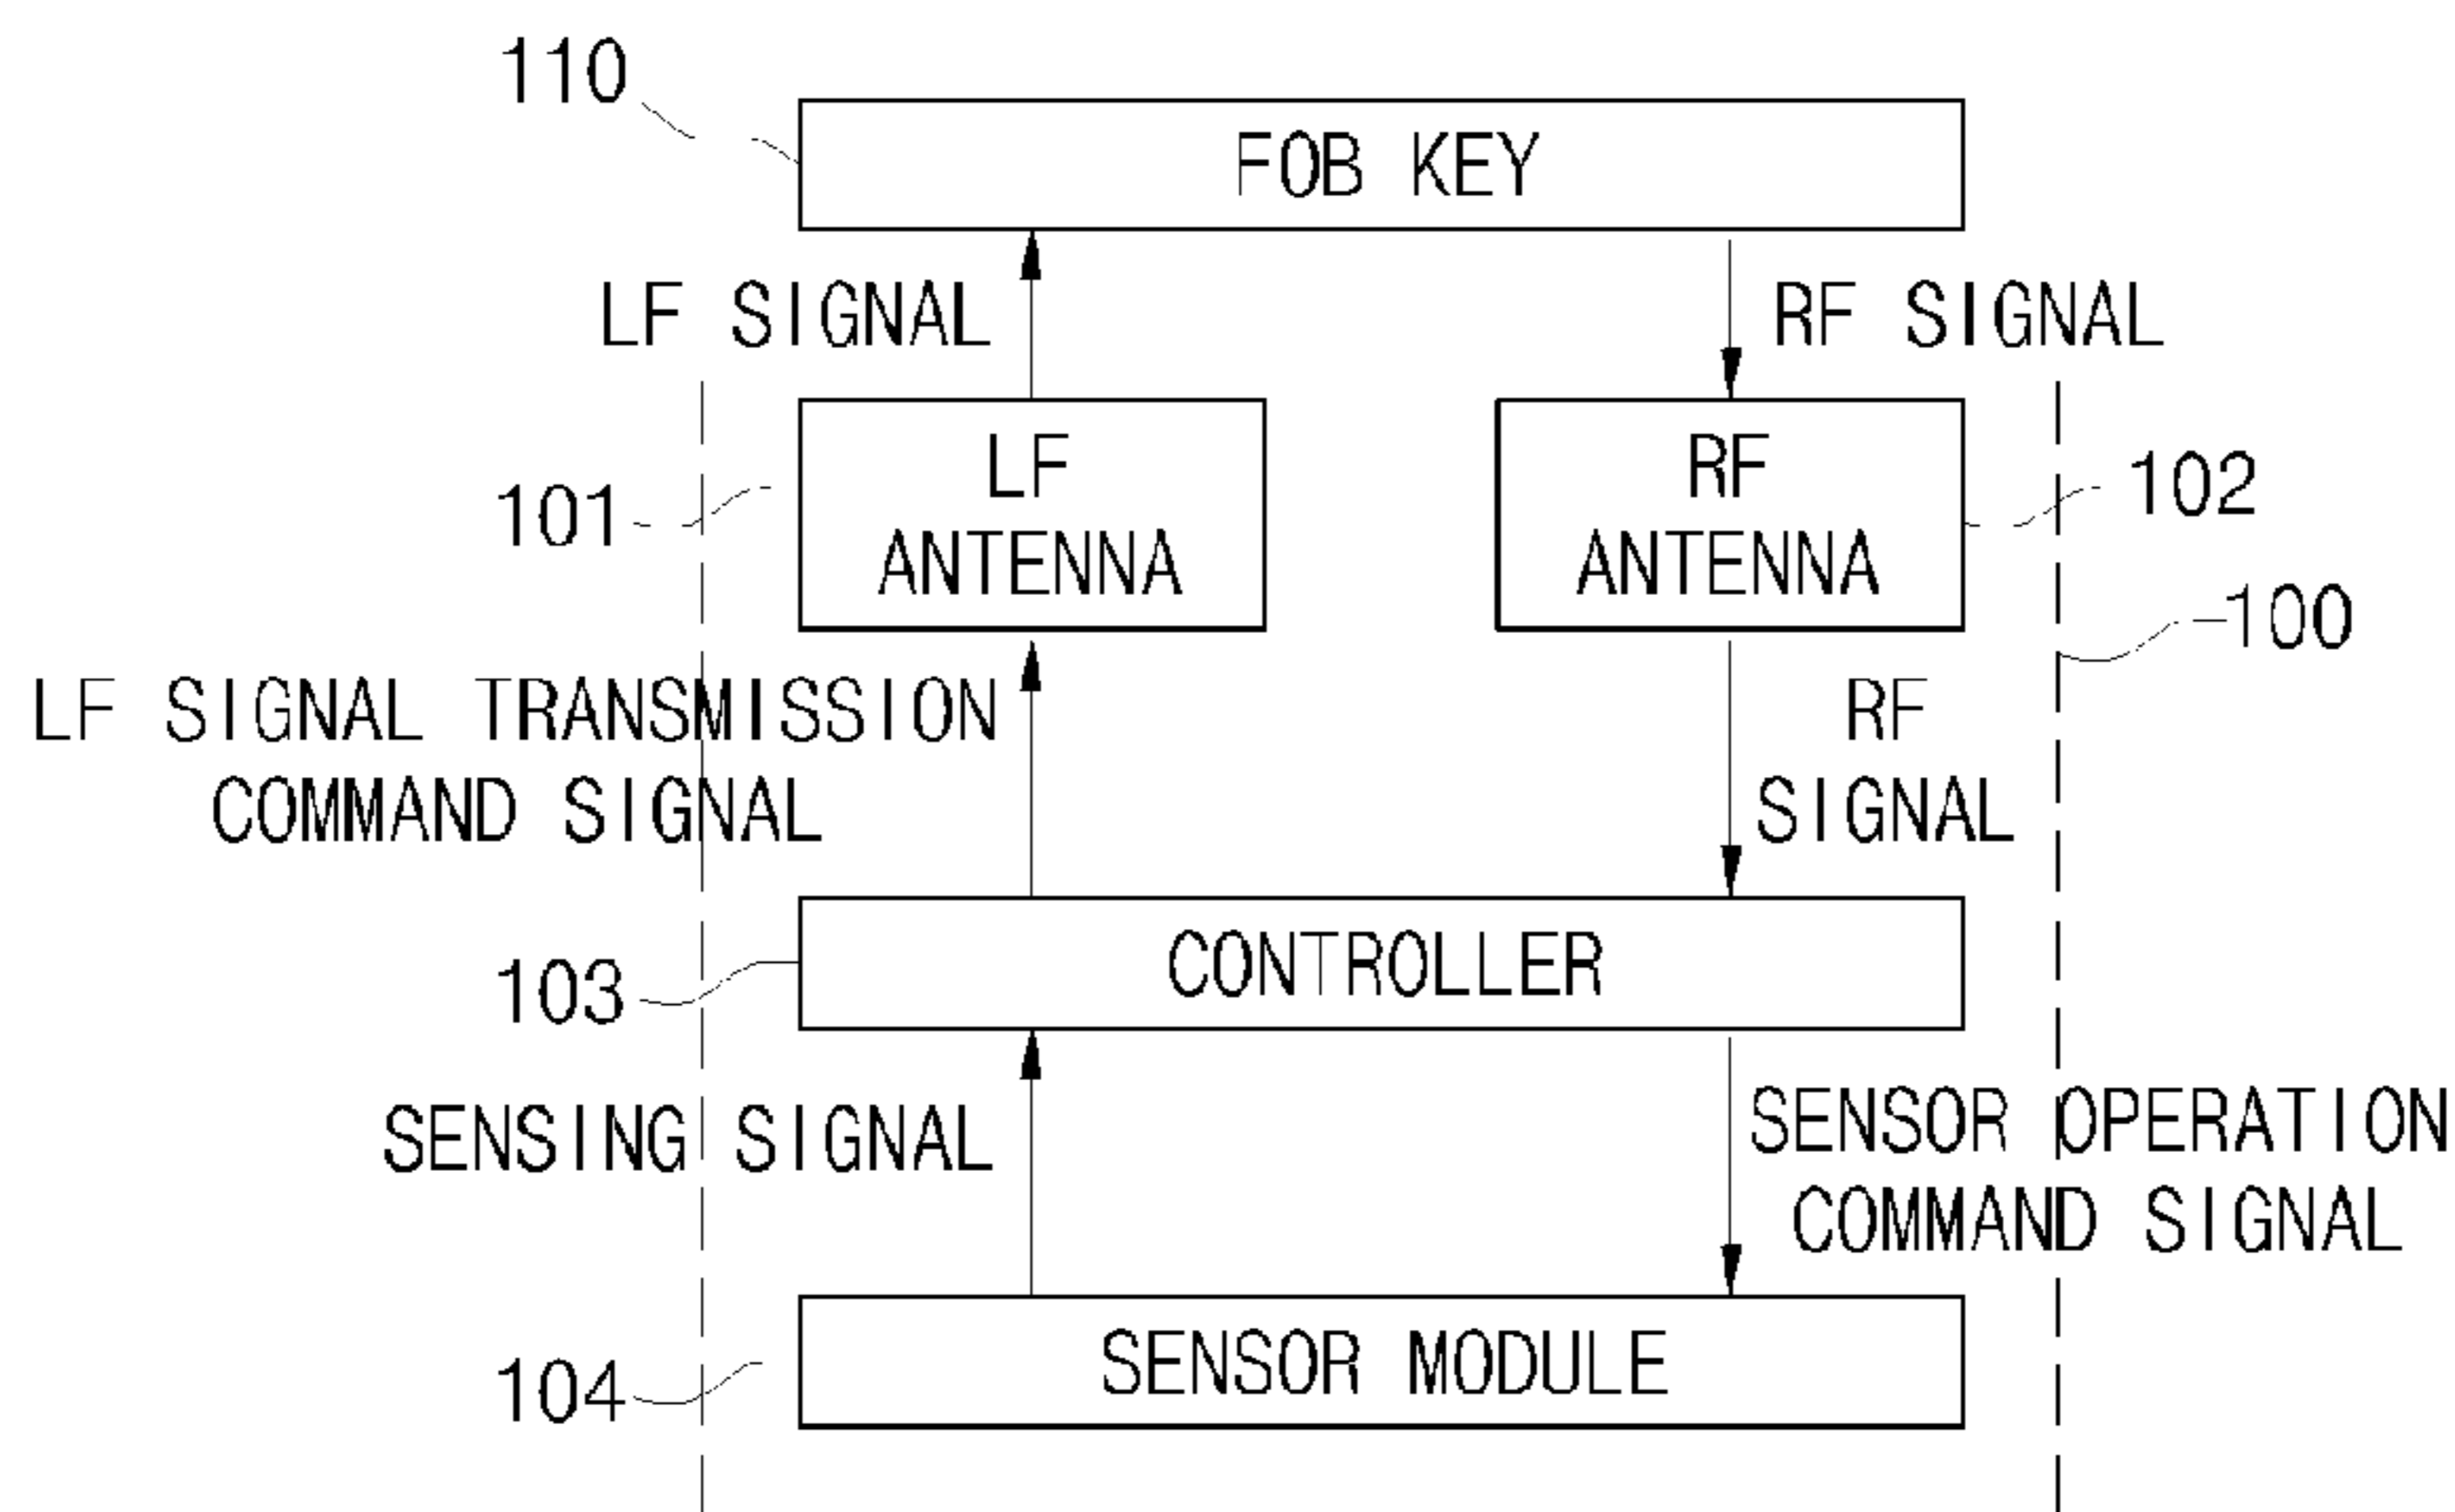 110
FOB KEY
LF SIGNAL
RF SIGNAL
101
LF
ANTENNA
RF
ANTENNA
102
100
LF SIGNAL TRANSMISSION
COMMAND SIGNAL
RF
SIGNAL
103
CONTROLLER
SENSING SIGNAL
SENSOR OPERATION
COMMAND SIGNAL
104
SENSOR MODULE